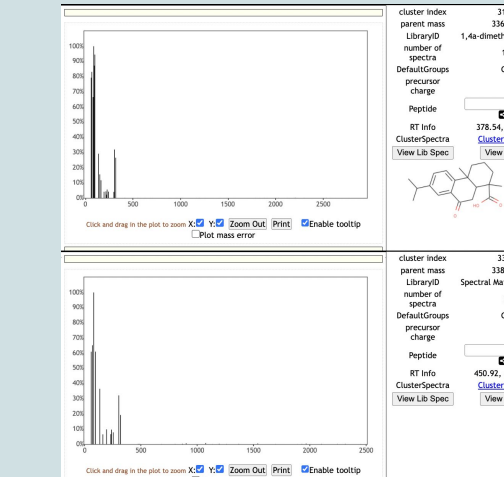 cluster index 31
parent mass 336
LibraryID 1,4a-dimeth
number of
spectra 1
DefaultGroups
precursor
charge
Peptide
RT Info 378.54,
ClusterSpectra Cluster
View Lib Spec View
100%
90%
80%
70%
60%
50%
40%
30%
20%
10%
0%
0 500 1000 1500 2000 2500
HO O
O
Click and drag in the plot to zoom X: Y: Zoom Out Print Enable tooltip
Plot mass error
cluster index 33
parent mass 338
LibraryID Spectral Ma
number of
spectra
DefaultGroups
precursor
charge
Peptide
RT Info 450.92,
ClusterSpectra Cluster
View Lib Spec View
100%
90%
80%
70%
60%
50%
40%
30%
20%
10%
0%
0 500 1000 1500 2000 2500
Click and drag in the plot to zoom X: Y: Zoom Out Print Enable tooltip